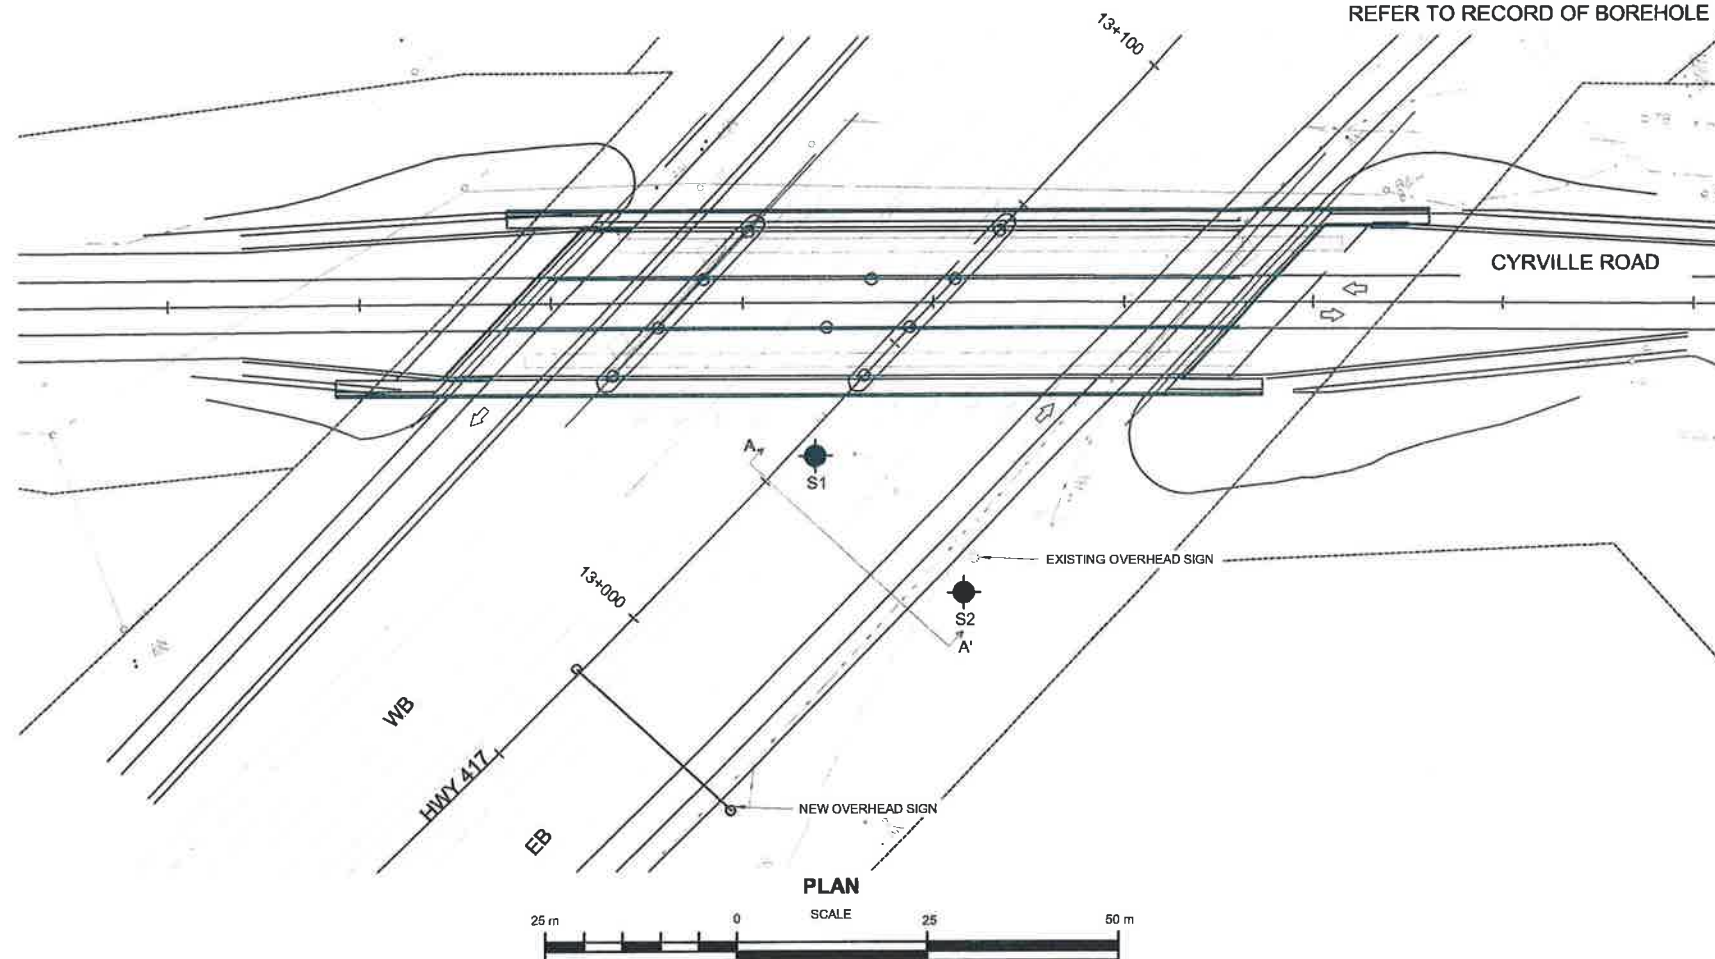 REFER TO RECORD OF BOREHOLE
13+100
CYRVILLE ROAD
A
S1
EXISTING OVERHEAD SIGN
13+000
S2
A'
WB
HWY 417
NEW OVERHEAD SIGN
EB
PLAN
SCALE
25 m 0 25 50 m